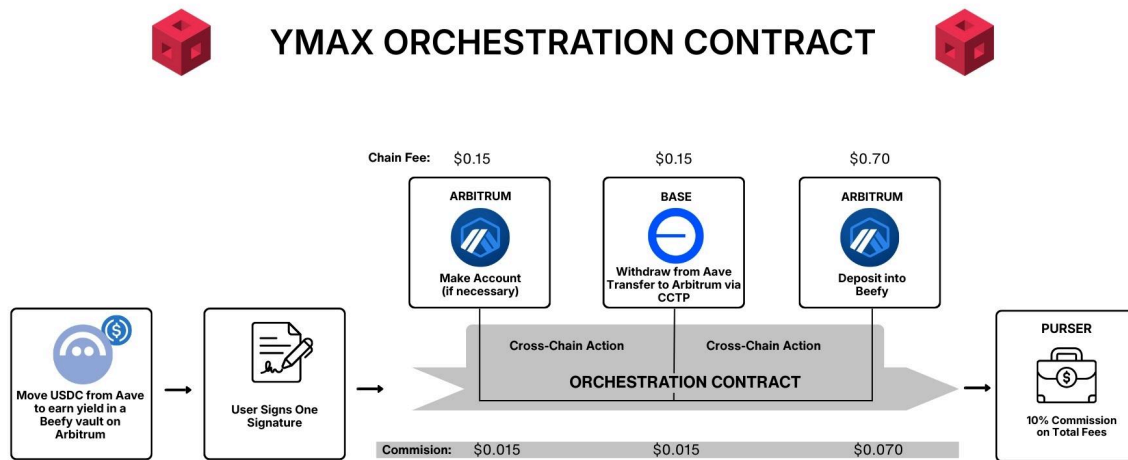 YMAX ORCHESTRATION CONTRACT
Chain Fee: $0.15 $0.15 $0.70
ARBITRUM
Make Account
(if necessary)
BASE
Withdraw from Aave
Transfer to Arbitrum via
CCTP
ARBITRUM
Deposit into
Beefy
Move USDC from Aave
to earn yield in a
Beefy vault on
Arbitrum
User Signs One
Signature
Cross-Chain Action Cross-Chain Action
ORCHESTRATION CONTRACT
PURSER
10% Commission
on Total Fees
Commision: $0.015 $0.015 $0.070